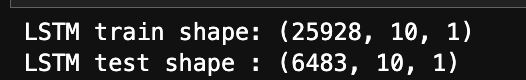 LSTM train shape: (25928, 10, 1)
LSTM test shape : (6483, 10, 1)